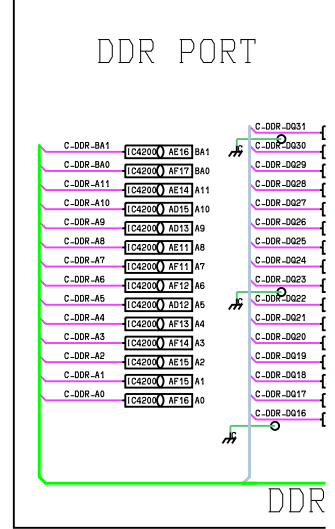 DDR PORT
C-DDR-BA1 IC4200 AE16 BA1
C-DDR-BA0 IC4200 AF17 BA0
C-DDR-A11 IC4200 AE14 A11
C-DDR-A10 IC4200 AD15 A10
C-DDR-A9 IC4200 AD13 A9
C-DDR-A8 IC4200 AE11 A8
C-DDR-A7 IC4200 AF11 A7
C-DDR-A6 IC4200 AF12 A6
C-DDR-A5 IC4200 AD12 A5
C-DDR-A4 IC4200 AF13 A4
C-DDR-A3 IC4200 AF14 A3
C-DDR-A2 IC4200 AE15 A2
C-DDR-A1 IC4200 AF15 A1
C-DDR-A0 IC4200 AF16 A0
C-DDR-DQ31
C-DDR-DQ30
C-DDR-DQ29
C-DDR-DQ28
C-DDR-DQ27
C-DDR-DQ26
C-DDR-DQ25
C-DDR-DQ24
C-DDR-DQ23
C-DDR-DQ22
C-DDR-DQ21
C-DDR-DQ20
C-DDR-DQ19
C-DDR-DQ18
C-DDR-DQ17
C-DDR-DQ16
DDR